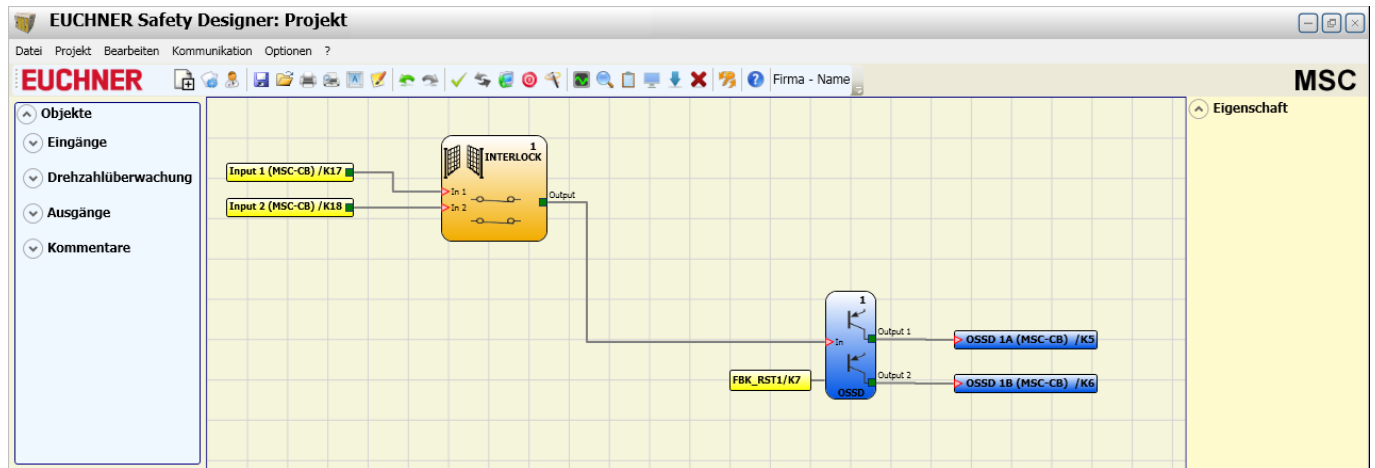 EUCHNER Safety Designer: Projekt
Datei Projekt Bearbeiten Kommunikation Optionen ?
EUCHNER Firma - Name MSC
Objekte
Eingänge
Drehzahlüberwachung
Ausgänge
Kommentare
Input 1 (MSC-CB) /K17
Input 2 (MSC-CB) /K18
1
INTERLOCK
In 1
In 2
Output
1
In
Output 1
Output 2
OSSD
FBK_RST1/K7
OSSD 1A (MSC-CB) /K5
OSSD 1B (MSC-CB) /K6
Eigenschaft